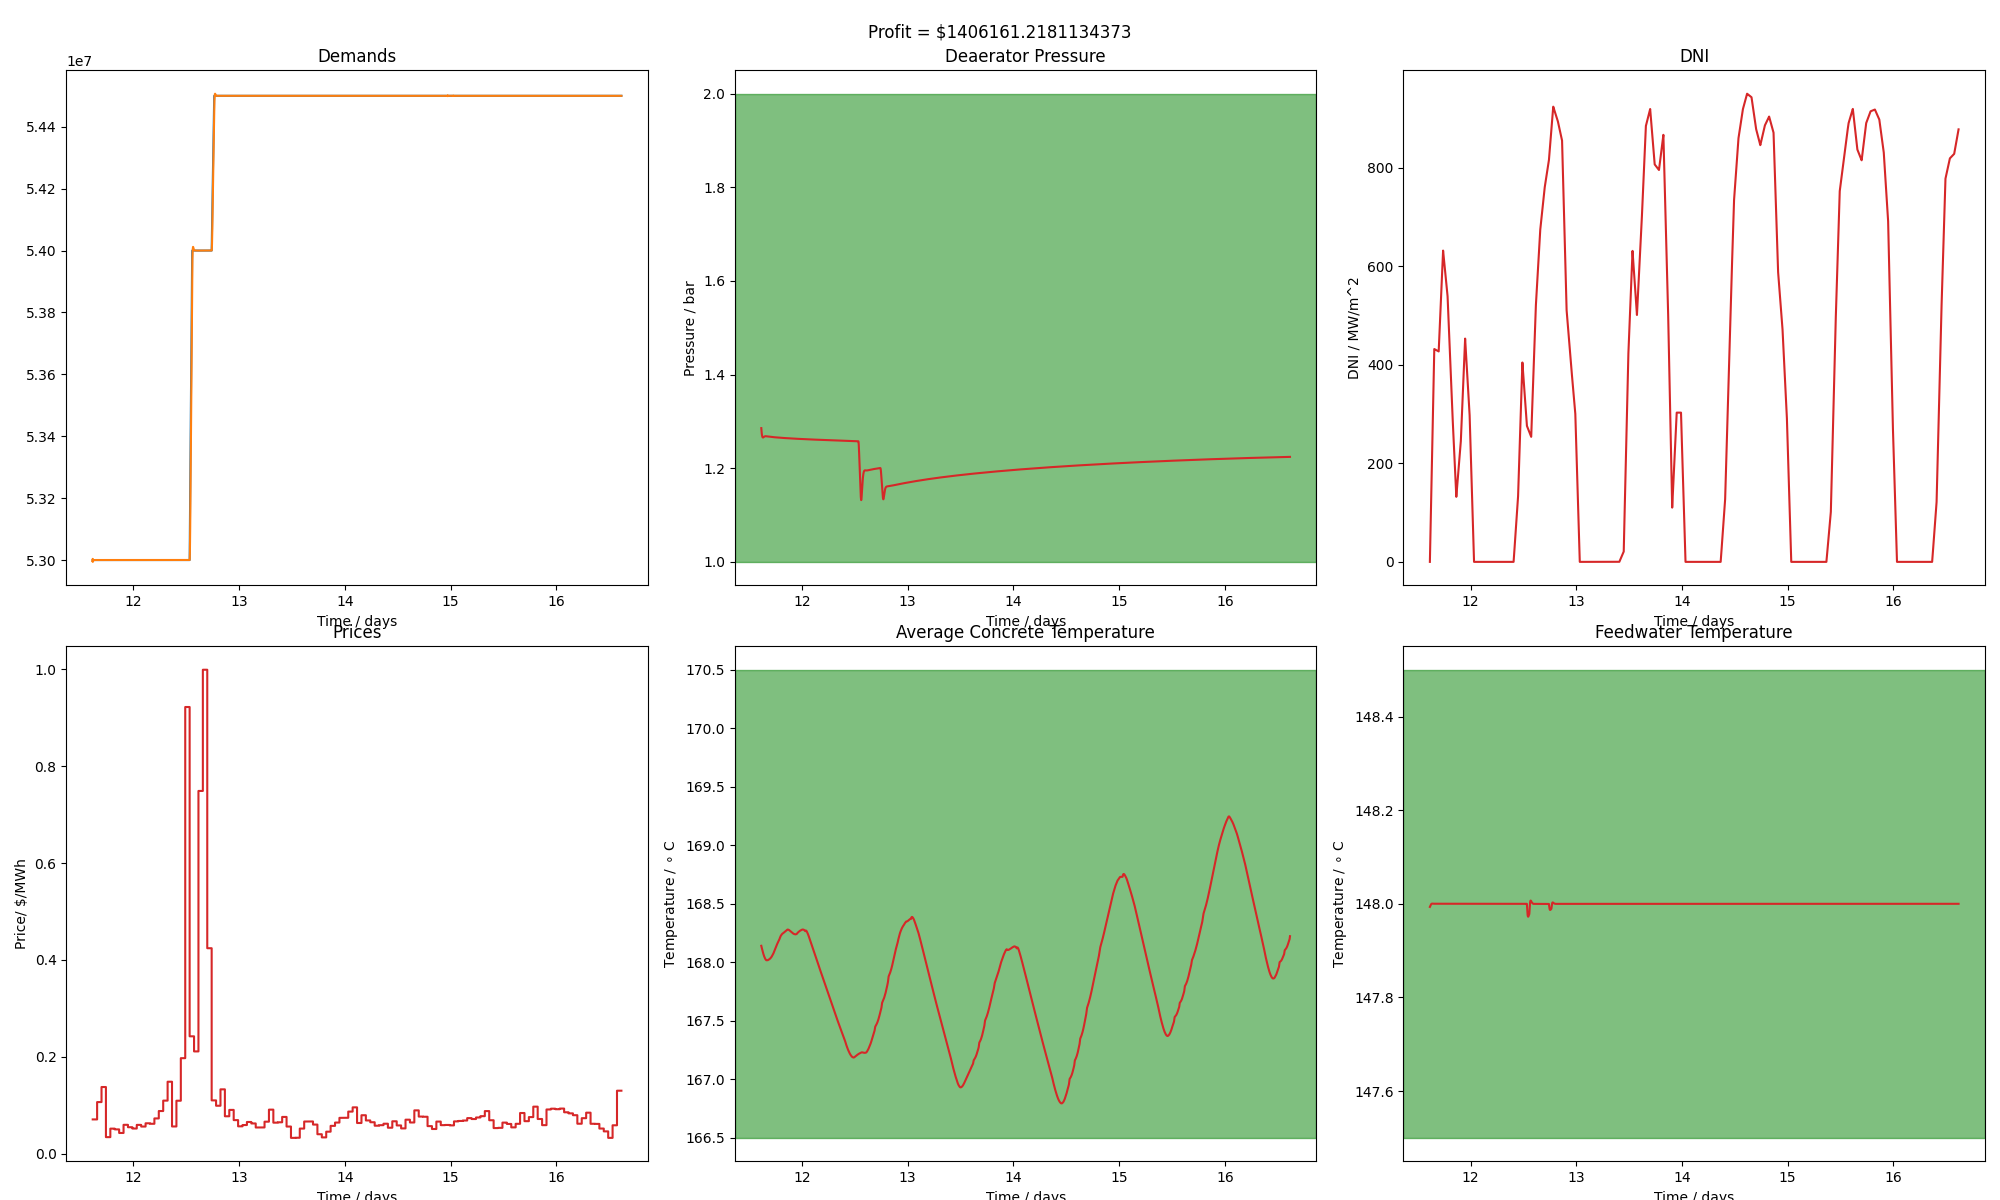 Profit = $1406161.2181134373
Demands
1e7
5.44
5.42
5.40
5.38
5.36
5.34
5.32
5.30
12 13 14 15 16
Time / days
Deaerator Pressure
Pressure / bar
2.0
1.8
1.6
1.4
1.2
1.0
12 13 14 15 16
Time / days
DNI
DNI / MW/m^2
800
600
400
200
0
12 13 14 15 16
Time / days
Prices
Price/ $/MWh
1.0
0.8
0.6
0.4
0.2
0.0
12 13 14 15 16
Time / days
Average Concrete Temperature
Temperature / ∘ C
170.5
170.0
169.5
169.0
168.5
168.0
167.5
167.0
166.5
12 13 14 15 16
Time / days
Feedwater Temperature
Temperature / ∘ C
148.4
148.2
148.0
147.8
147.6
12 13 14 15 16
Time / days